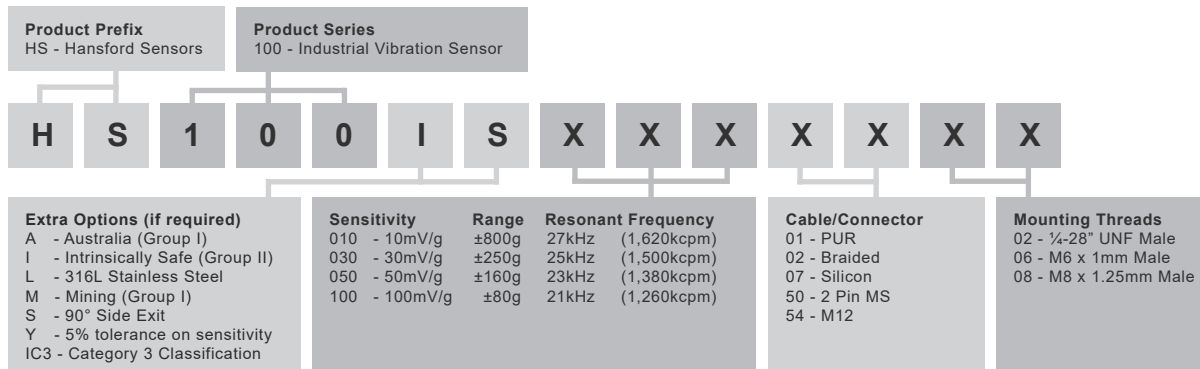 Product Prefix
HS - Hansford Sensors
Product Series
100 - Industrial Vibration Sensor
H S 1 0 0 I S X X X X X X X
Extra Options (if required)
A - Australia (Group I)
I - Intrinsically Safe (Group II)
L - 316L Stainless Steel
M - Mining (Group I)
S - 90° Side Exit
Y - 5% tolerance on sensitivity
IC3 - Category 3 Classification
Sensitivity Range Resonant Frequency
010 - 10mV/g ±800g 27kHz (1,620kcpm)
030 - 30mV/g ±250g 25kHz (1,500kcpm)
050 - 50mV/g ±160g 23kHz (1,380kcpm)
100 - 100mV/g ±80g 21kHz (1,260kcpm)
Cable/Connector
01 - PUR
02 - Braided
07 - Silicon
50 - 2 Pin MS
54 - M12
Mounting Threads
02 - ¼-28” UNF Male
06 - M6 x 1mm Male
08 - M8 x 1.25mm Male